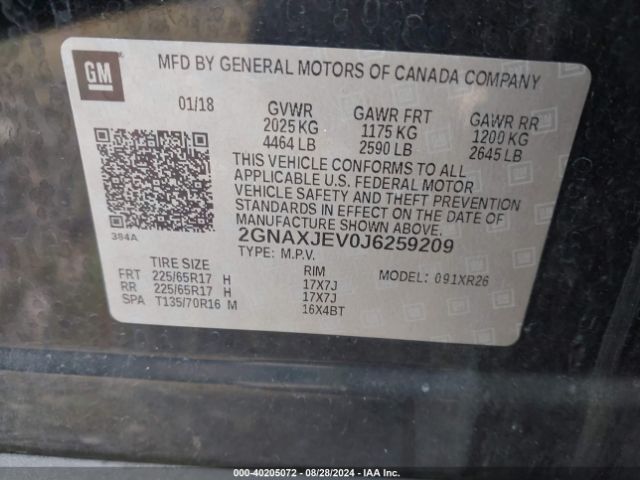 GM
MFD BY GENERAL MOTORS OF CANADA COMPANY
01/18 GVWR GAWR FRT GAWR RR
2025 KG 1175 KG 1200 KG
4464 LB 2590 LB 2645 LB
THIS VEHICLE CONFORMS TO ALL
APPLICABLE U.S. FEDERAL MOTOR
VEHICLE SAFETY AND THEFT PREVENTION
STANDARDS IN EFFECT ON THE DATE OF
MANUFACTURE SHOWN ABOVE.
384A
2GNAXJEV0J6259209
TYPE: M.P.V.
TIRE SIZE RIM MODEL: 091XR26
FRT 225/65R17 H 17X7J
RR 225/65R17 H 17X7J
SPA T135/70R16 M 16X4BT
000-40205072 - 08/28/2024 - IAA Inc.